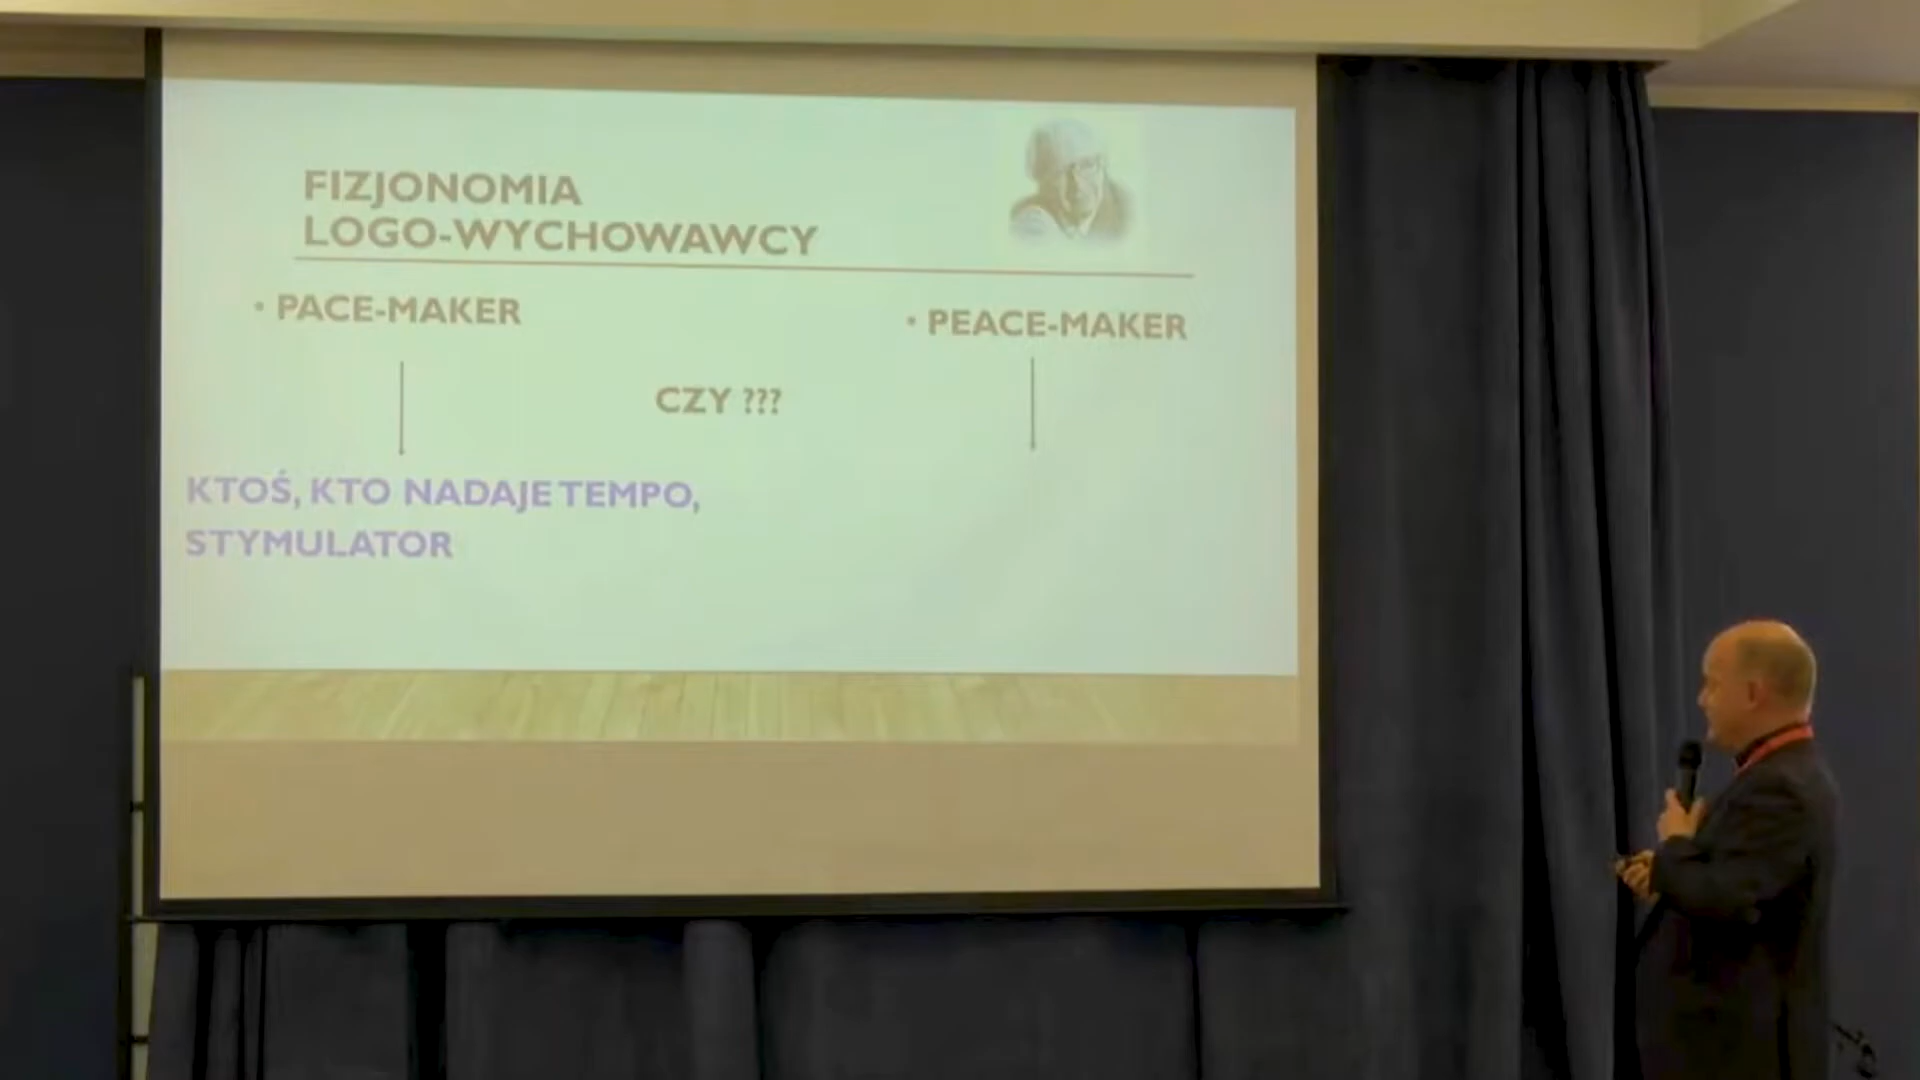 FIZJONOMIA
LOGO-WYCHOWAWCY
• PACE-MAKER
• PEACE-MAKER
CZY ???
KTOŚ, KTO NADAJE TEMPO,
STYMULATOR